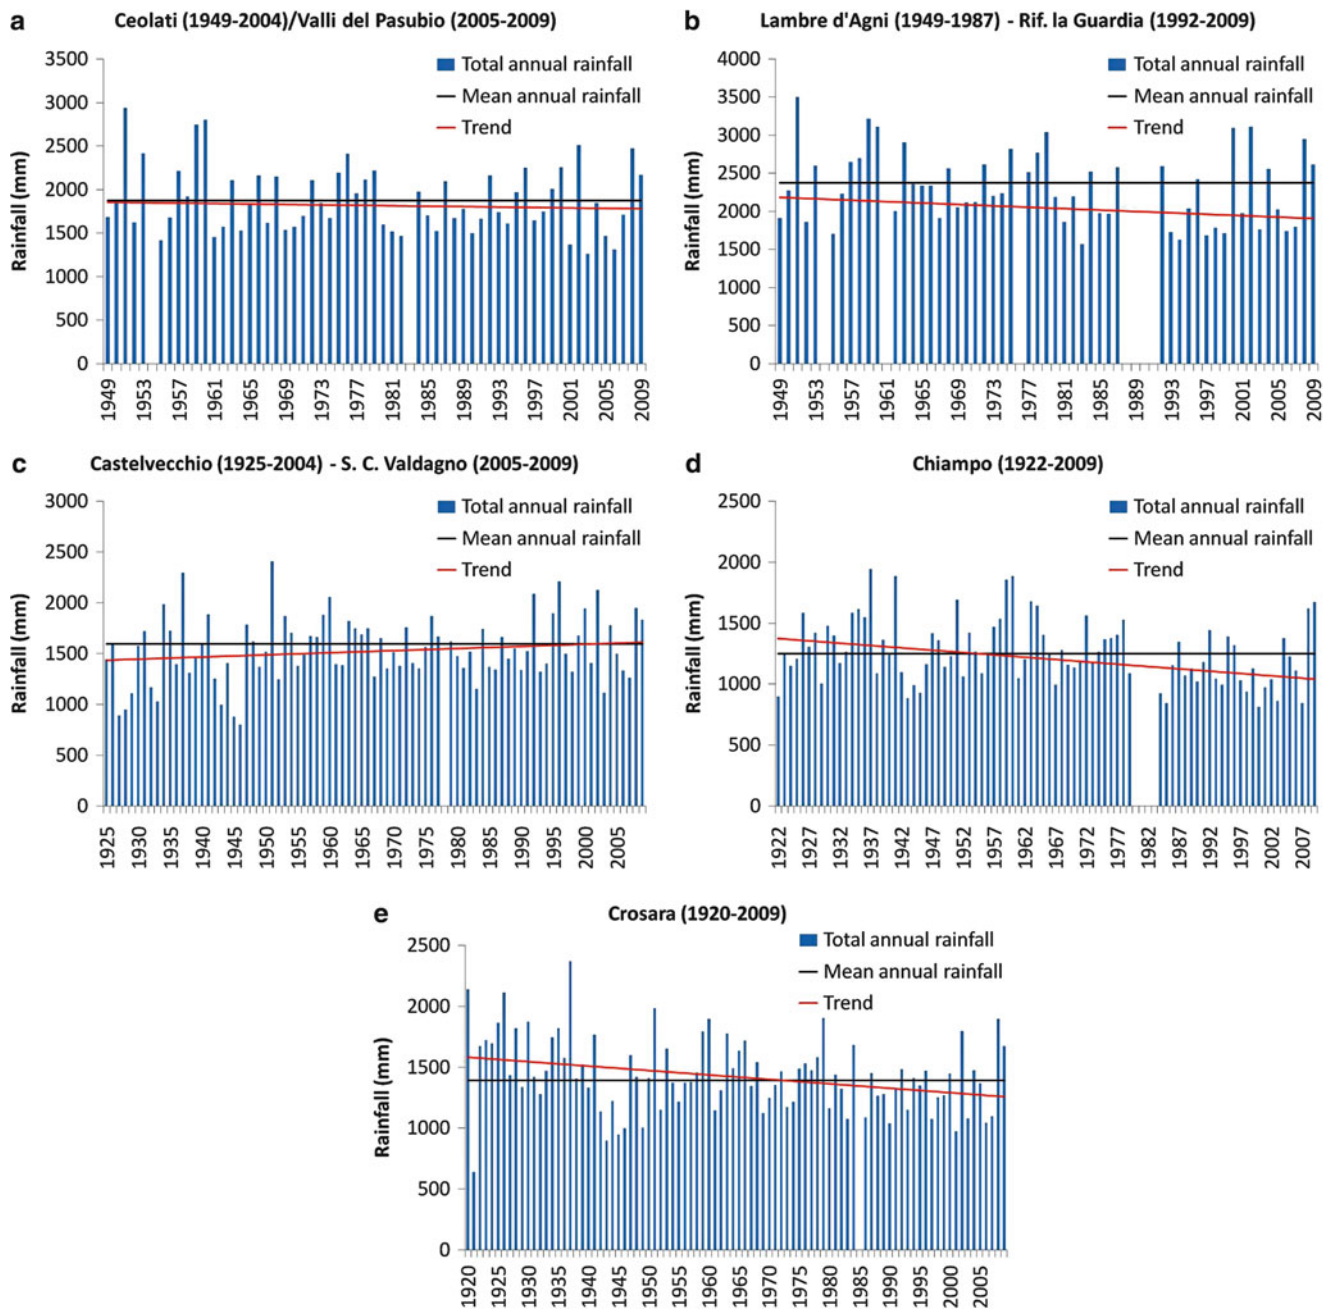 a Ceolati (1949-2004)/Valli del Pasubio (2005-2009)
Rainfall (mm)
3500
3000
2500
2000
1500
1000
500
0
Total annual rainfall
Mean annual rainfall
Trend
1949 1953 1957 1961 1965 1969 1973 1977 1981 1985 1989 1993 1997 2001 2005 2009
b Lambre d'Agni (1949-1987) - Rif. la Guardia (1992-2009)
Rainfall (mm)
4000
3500
3000
2500
2000
1500
1000
500
0
Total annual rainfall
Mean annual rainfall
Trend
1949 1953 1957 1961 1965 1969 1973 1977 1981 1985 1989 1993 1997 2001 2005 2009
c Castelvecchio (1925-2004) - S. C. Valdagno (2005-2009)
Rainfall (mm)
3000
2500
2000
1500
1000
500
0
Total annual rainfall
Mean annual rainfall
Trend
1925 1930 1935 1940 1945 1950 1955 1960 1965 1970 1975 1980 1985 1990 1995 2000 2005
d Chiampo (1922-2009)
Rainfall (mm)
2500
2000
1500
1000
500
0
Total annual rainfall
Mean annual rainfall
Trend
1922 1927 1932 1937 1942 1947 1952 1957 1962 1967 1972 1977 1982 1987 1992 1997 2002 2007
e Crosara (1920-2009)
Rainfall (mm)
2500
2000
1500
1000
500
0
Total annual rainfall
Mean annual rainfall
Trend
1920 1925 1930 1935 1940 1945 1950 1955 1960 1965 1970 1975 1980 1985 1990 1995 2000 2005